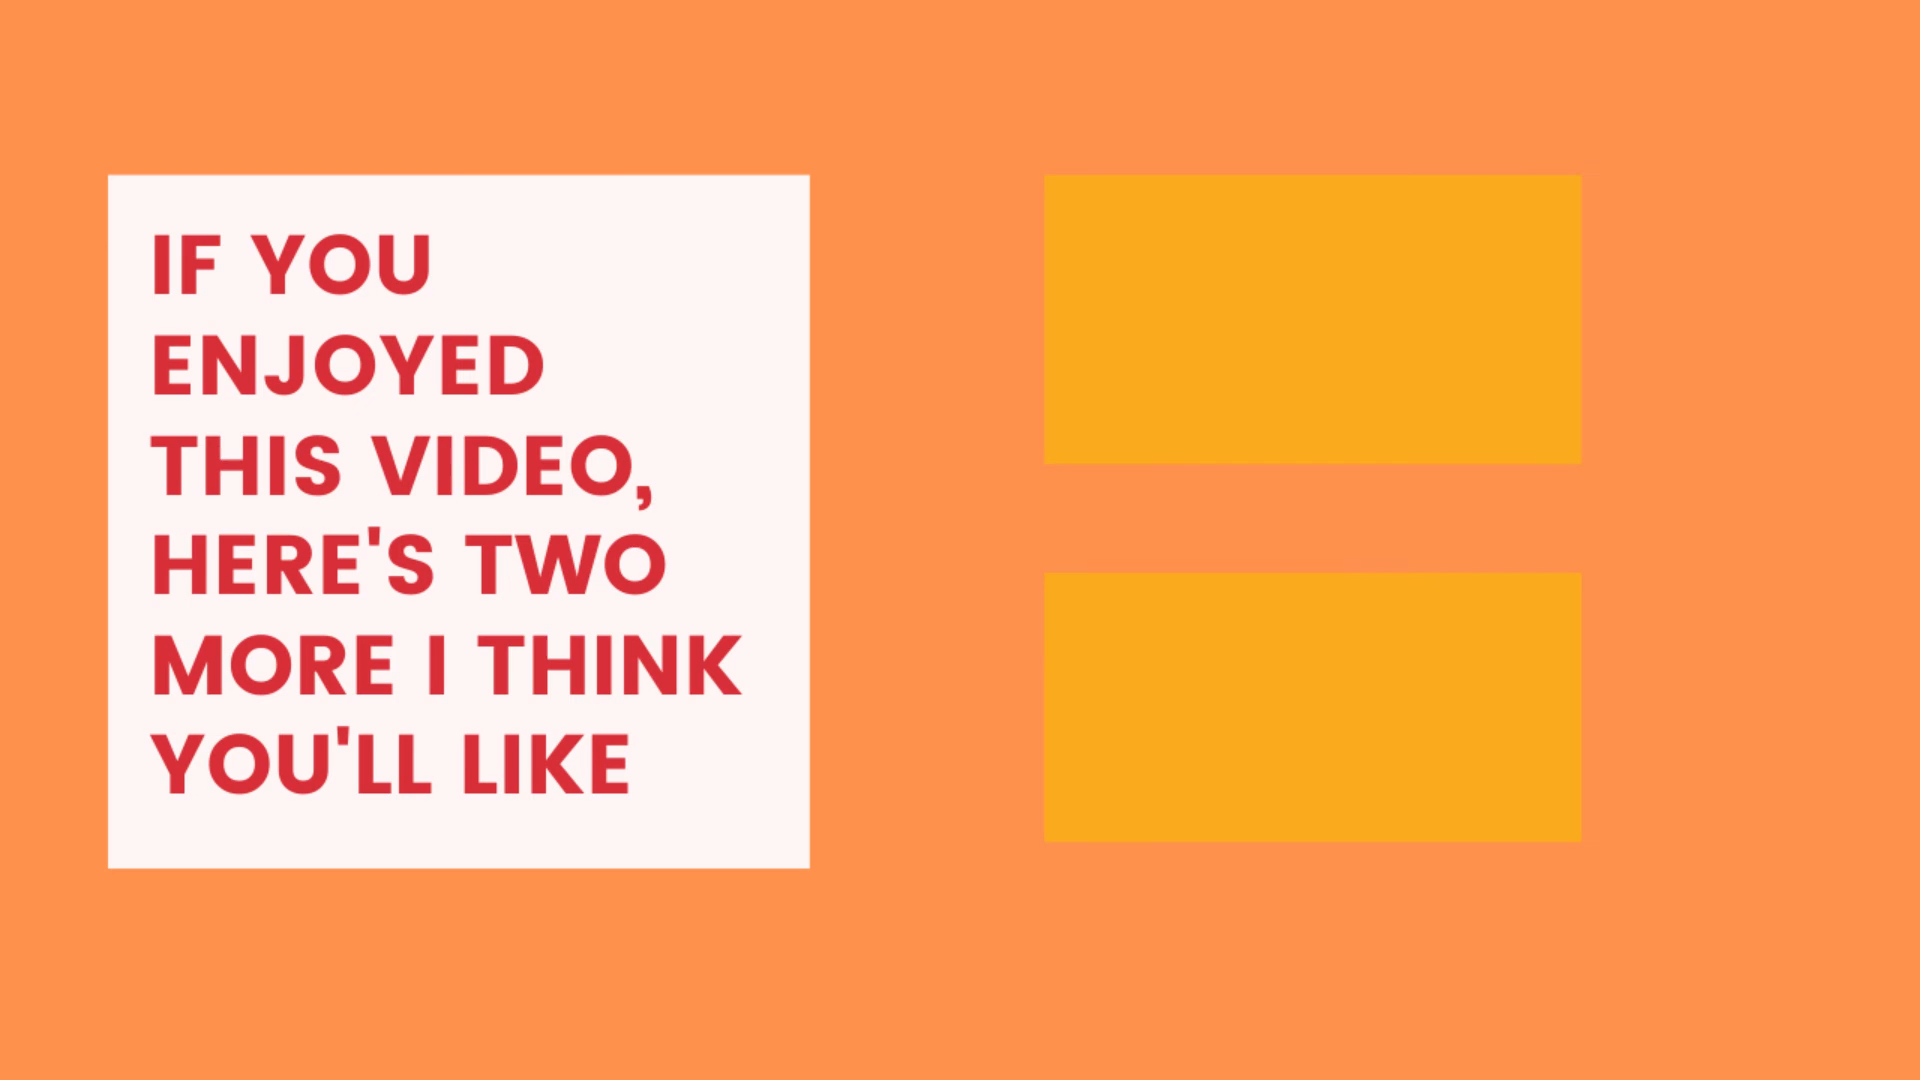 IF YOU
ENJOYED
THIS VIDEO,
HERE'S TWO
MORE I THINK
YOU'LL LIKE